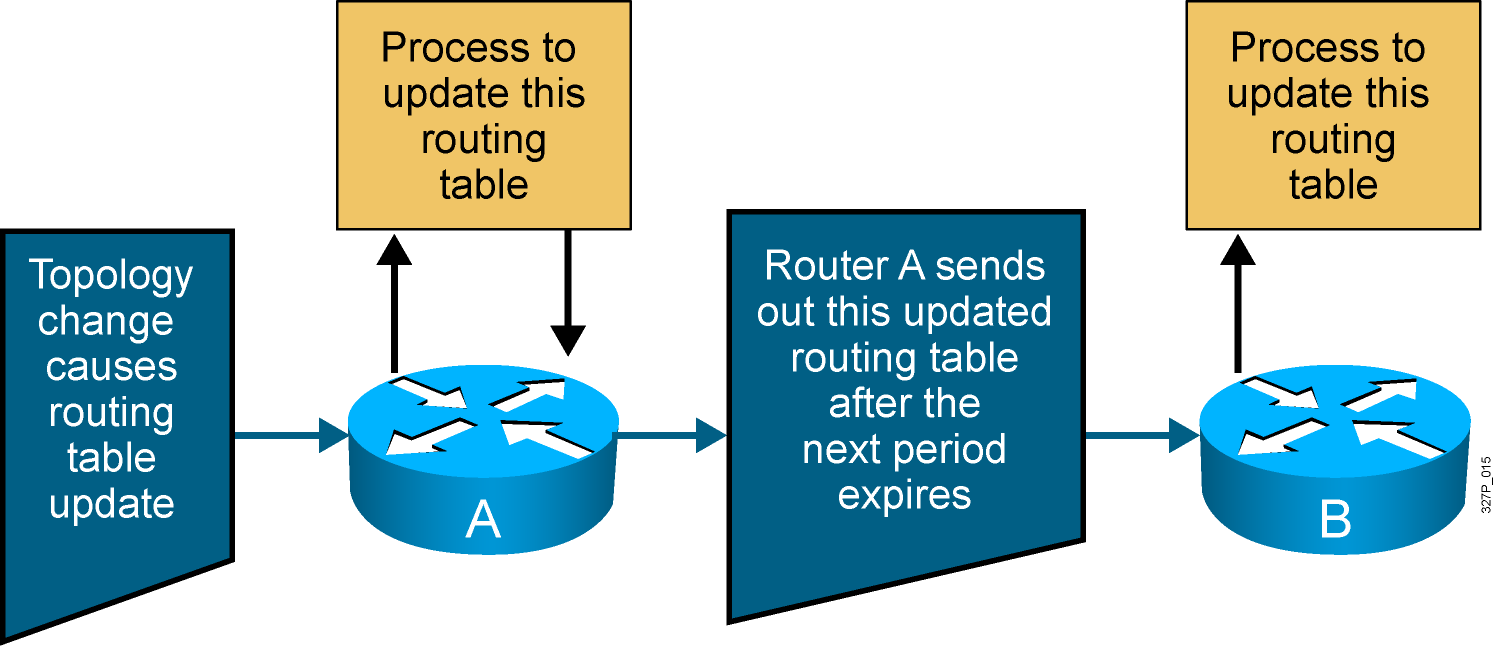 Process to
update this
routing
table
Process to
update this
routing
table
Topology
change
causes
routing
table
update
Router A sends
out this updated
routing table
after the
next period
expires
A
B
327P_015